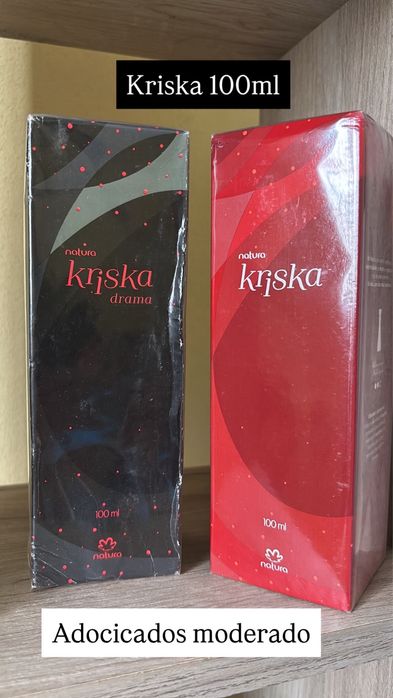 Kriska 100ml
natura
kriska
drama
100 ml
natura
natura
kriska
100 ml
natura
Adocicados moderado